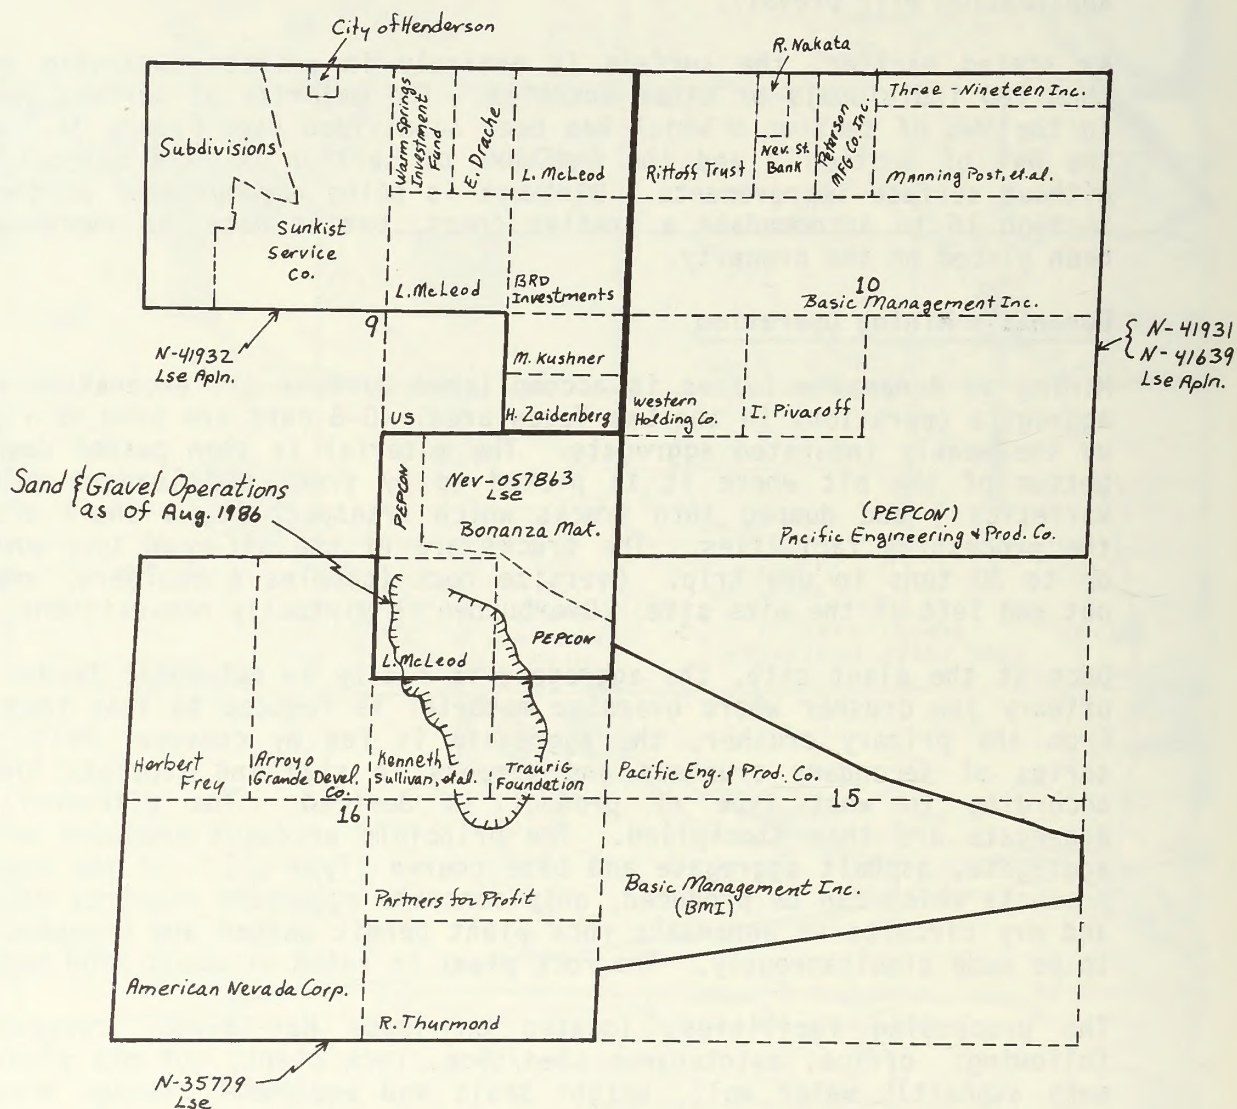 City of Henderson
R. Nakata
Subdivisions
Warm Springs
Investment
Fund
E. Drache
L. McLeod
Rittoff Trust
Nev. St.
Bank
Peterson
MFG Co. Inc.
Three-Nineteen Inc.
Manning Post, et.al.
Sunkist
Service
Co.
L. McLeod
BRD
Investments
10
Basic Management Inc.
9
N-41932
Lse Apln.
M. Kushner
US
H. Zaidenberg
Western
Holding Co.
I. Pivaroff
N-41931
N-41639
Lse Apln.
Sand & Gravel Operations
as of Aug. 1986
PEPCON
Nev-057863
Lse
Bonanza Mat.
(PEPCON)
Pacific Engineering & Prod. Co.
PEPCON
L. McLeod
Herbert
Frey
Arroyo
Grande Devel.
Co.
Kenneth
Sullivan, et al.
Traurig
Foundation
Pacific Eng. & Prod. Co.
16
15
Partners for Profit
Basic Management Inc.
(BMI)
American Nevada Corp.
R. Thurmond
N-35779
Lse